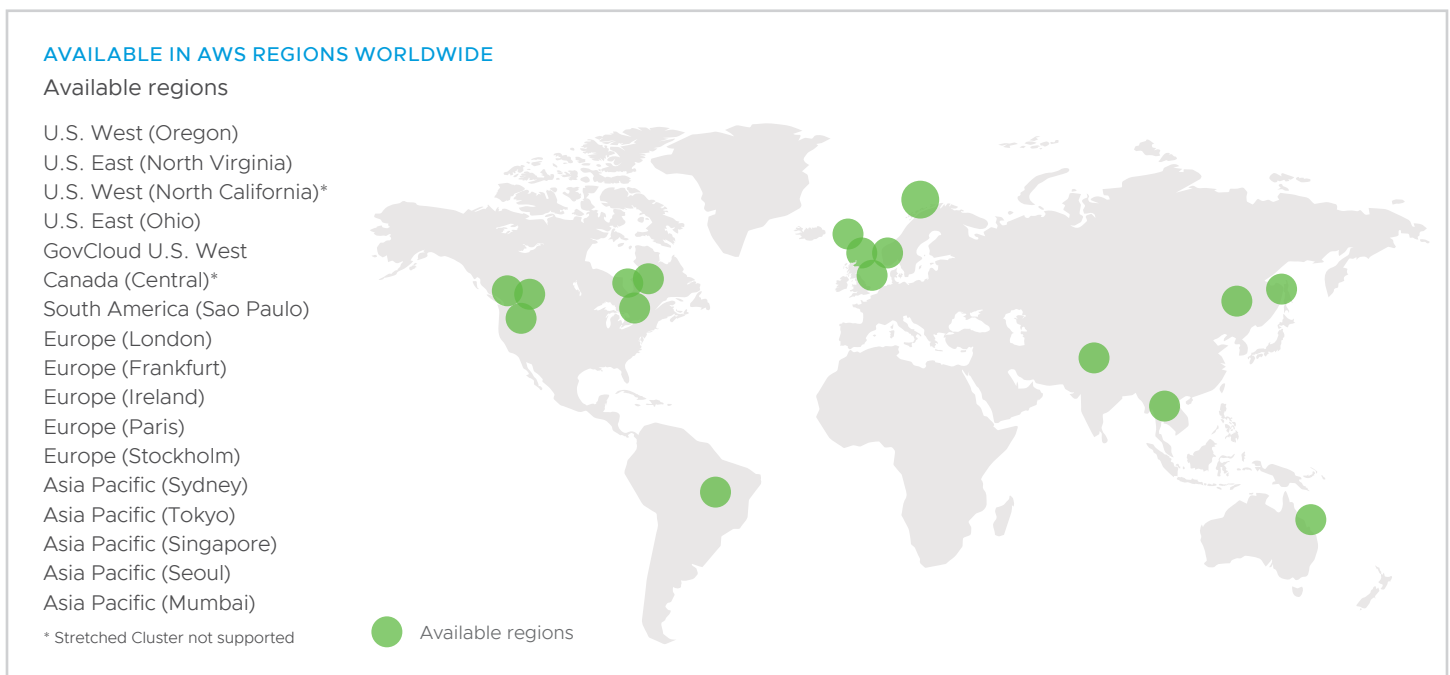 AVAILABLE IN AWS REGIONS WORLDWIDE
Available regions
U.S. West (Oregon)
U.S. East (North Virginia)
U.S. West (North California)*
U.S. East (Ohio)
GovCloud U.S. West
Canada (Central)*
South America (Sao Paulo)
Europe (London)
Europe (Frankfurt)
Europe (Ireland)
Europe (Paris)
Europe (Stockholm)
Asia Pacific (Sydney)
Asia Pacific (Tokyo)
Asia Pacific (Singapore)
Asia Pacific (Seoul)
Asia Pacific (Mumbai)
* Stretched Cluster not supported
Available regions